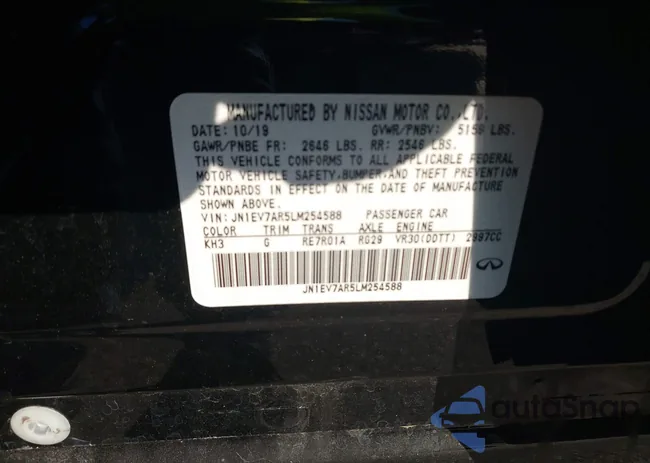 MANUFACTURED BY NISSAN MOTOR CO.,LTD.
DATE: 10/19 GVWR/PNBV: 5159 LBS.
GAWR/PNBE FR: 2646 LBS. RR: 2546 LBS.
THIS VEHICLE CONFORMS TO ALL APPLICABLE FEDERAL
MOTOR VEHICLE SAFETY,BUMPER,AND THEFT PREVENTION
STANDARDS IN EFFECT ON THE DATE OF MANUFACTURE
SHOWN ABOVE.
VIN: JN1EV7AR5LM254588 PASSENGER CAR
COLOR TRIM TRANS AXLE ENGINE
KH3 G RE7R01A RG29 VR30(DDTT) 2997CC
JN1EV7AR5LM254588
autoSnap